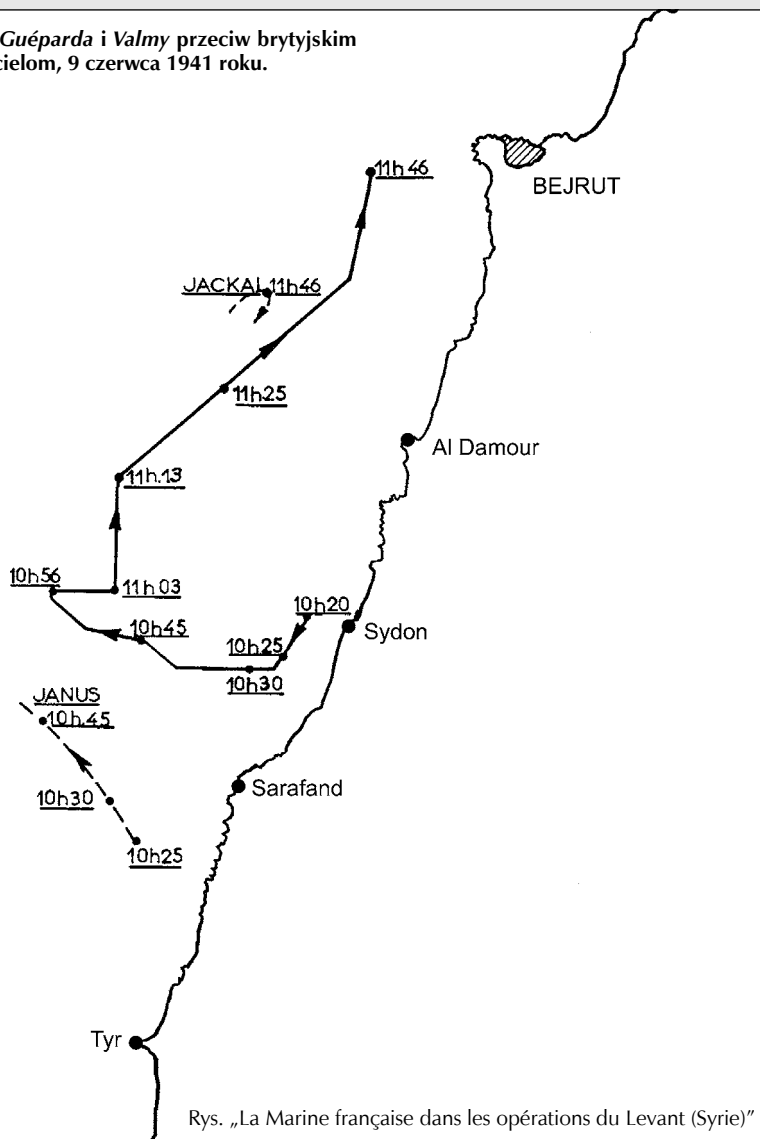 Guéparda i Valmy przeciw brytyjskim
cielom, 9 czerwca 1941 roku.
11h46
BEJRUT
JACKAL 11h46
11h25
Al Damour
11h.13
10h56
11h03
10h20
10h45
Sydon
10h25
10h30
JANUS
10h.45
Sarafand
10h30
10h25
Tyr
Rys. „La Marine française dans les opérations du Levant (Syrie)”